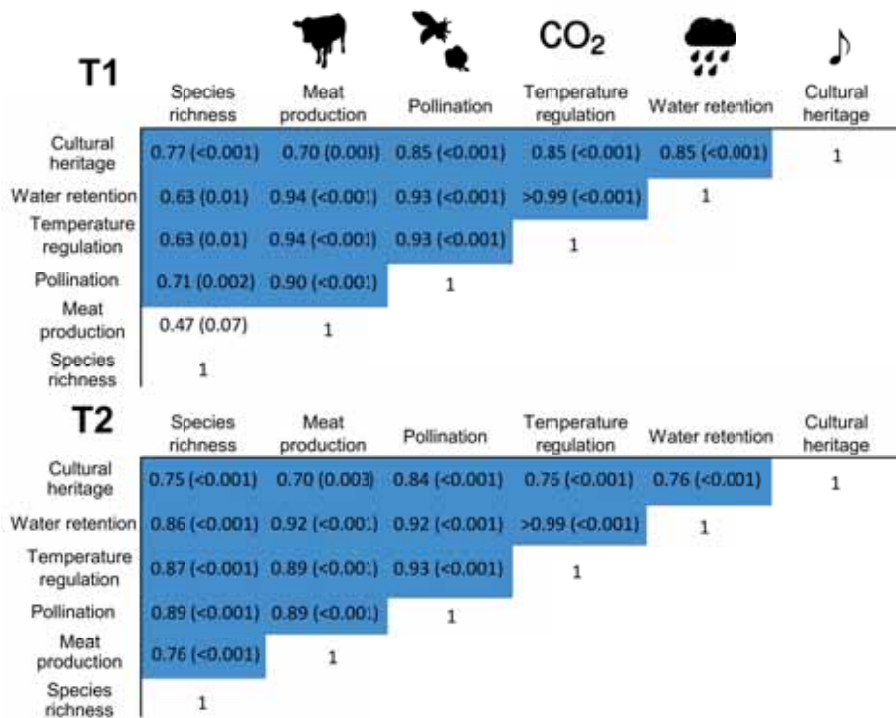 CO₂
T1
Species richness Meat production Pollination Temperature regulation Water retention Cultural heritage
Cultural heritage 0.77 (<0.001) 0.70 (0.003) 0.85 (<0.001) 0.85 (<0.001) 0.85 (<0.001) 1
Water retention 0.63 (0.01) 0.94 (<0.001) 0.93 (<0.001) >0.99 (<0.001) 1
Temperature regulation 0.63 (0.01) 0.94 (<0.001) 0.93 (<0.001) 1
Pollination 0.71 (0.002) 0.90 (<0.001) 1
Meat production 0.47 (0.07) 1
Species richness 1
T2
Species richness Meat production Pollination Temperature regulation Water retention Cultural heritage
Cultural heritage 0.75 (<0.001) 0.70 (0.003) 0.84 (<0.001) 0.75 (<0.001) 0.76 (<0.001) 1
Water retention 0.86 (<0.001) 0.92 (<0.001) 0.92 (<0.001) >0.99 (<0.001) 1
Temperature regulation 0.87 (<0.001) 0.89 (<0.001) 0.93 (<0.001) 1
Pollination 0.89 (<0.001) 0.89 (<0.001) 1
Meat production 0.76 (<0.001) 1
Species richness 1